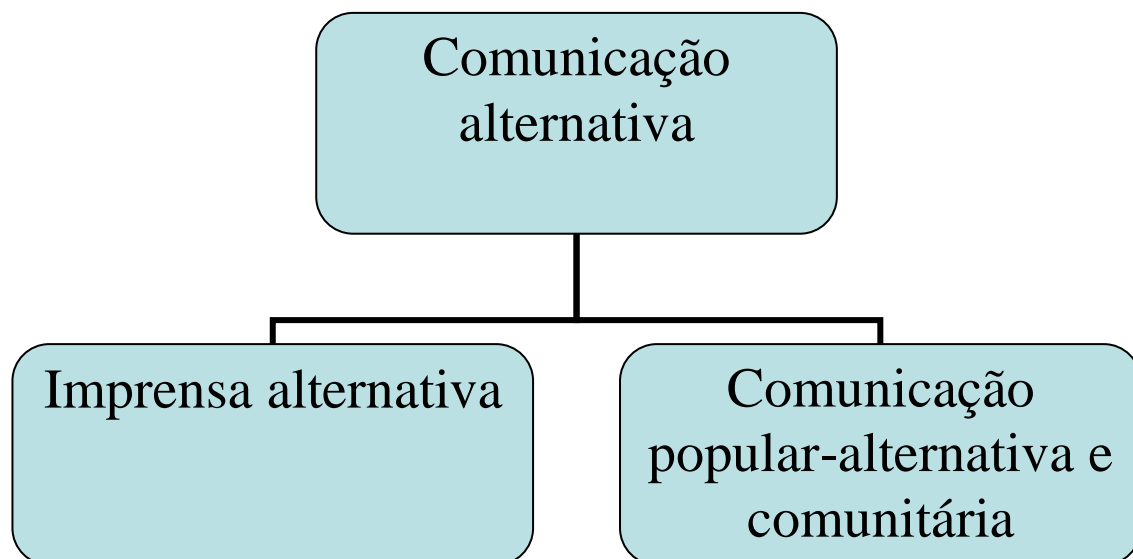 Comunicação
alternativa
Imprensa alternativa
Comunicação
popular-alternativa e
comunitária